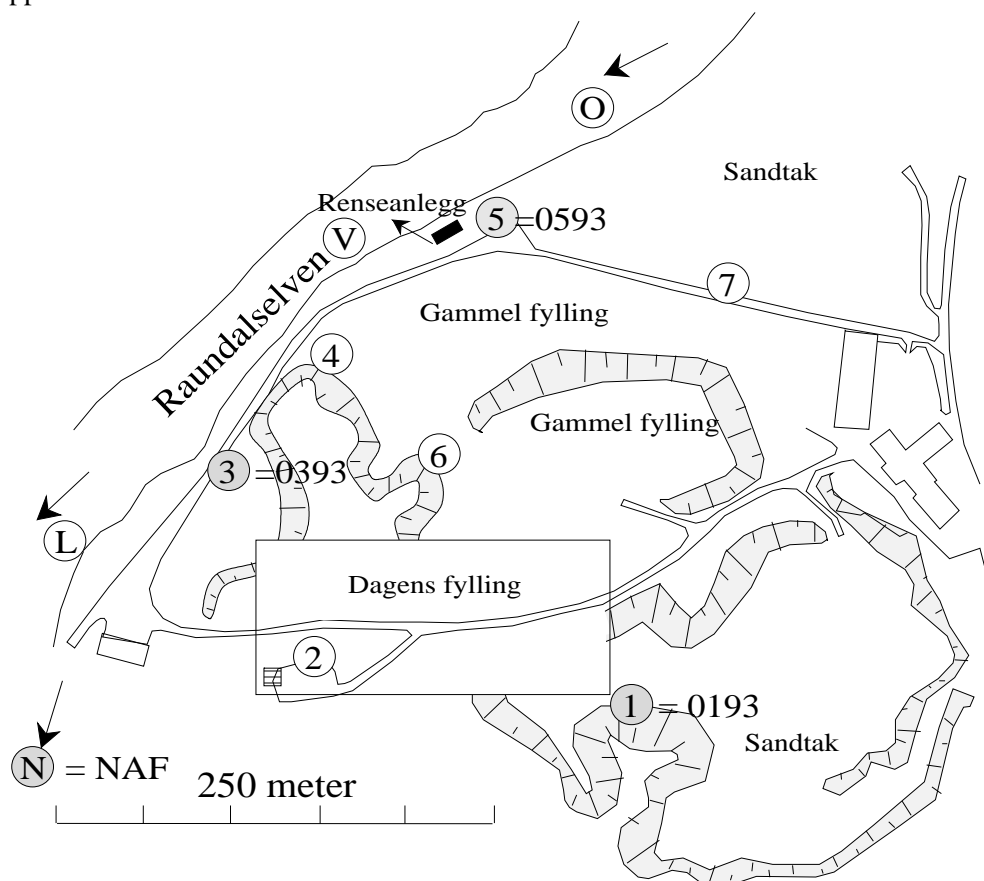 O
Sandtak
Renseanlegg
5 =0593
V
Raundalselven
7
Gammel fylling
4
Gammel fylling
6
3 =0393
L
Dagens fylling
2
1 = 0193
Sandtak
N = NAF
250 meter